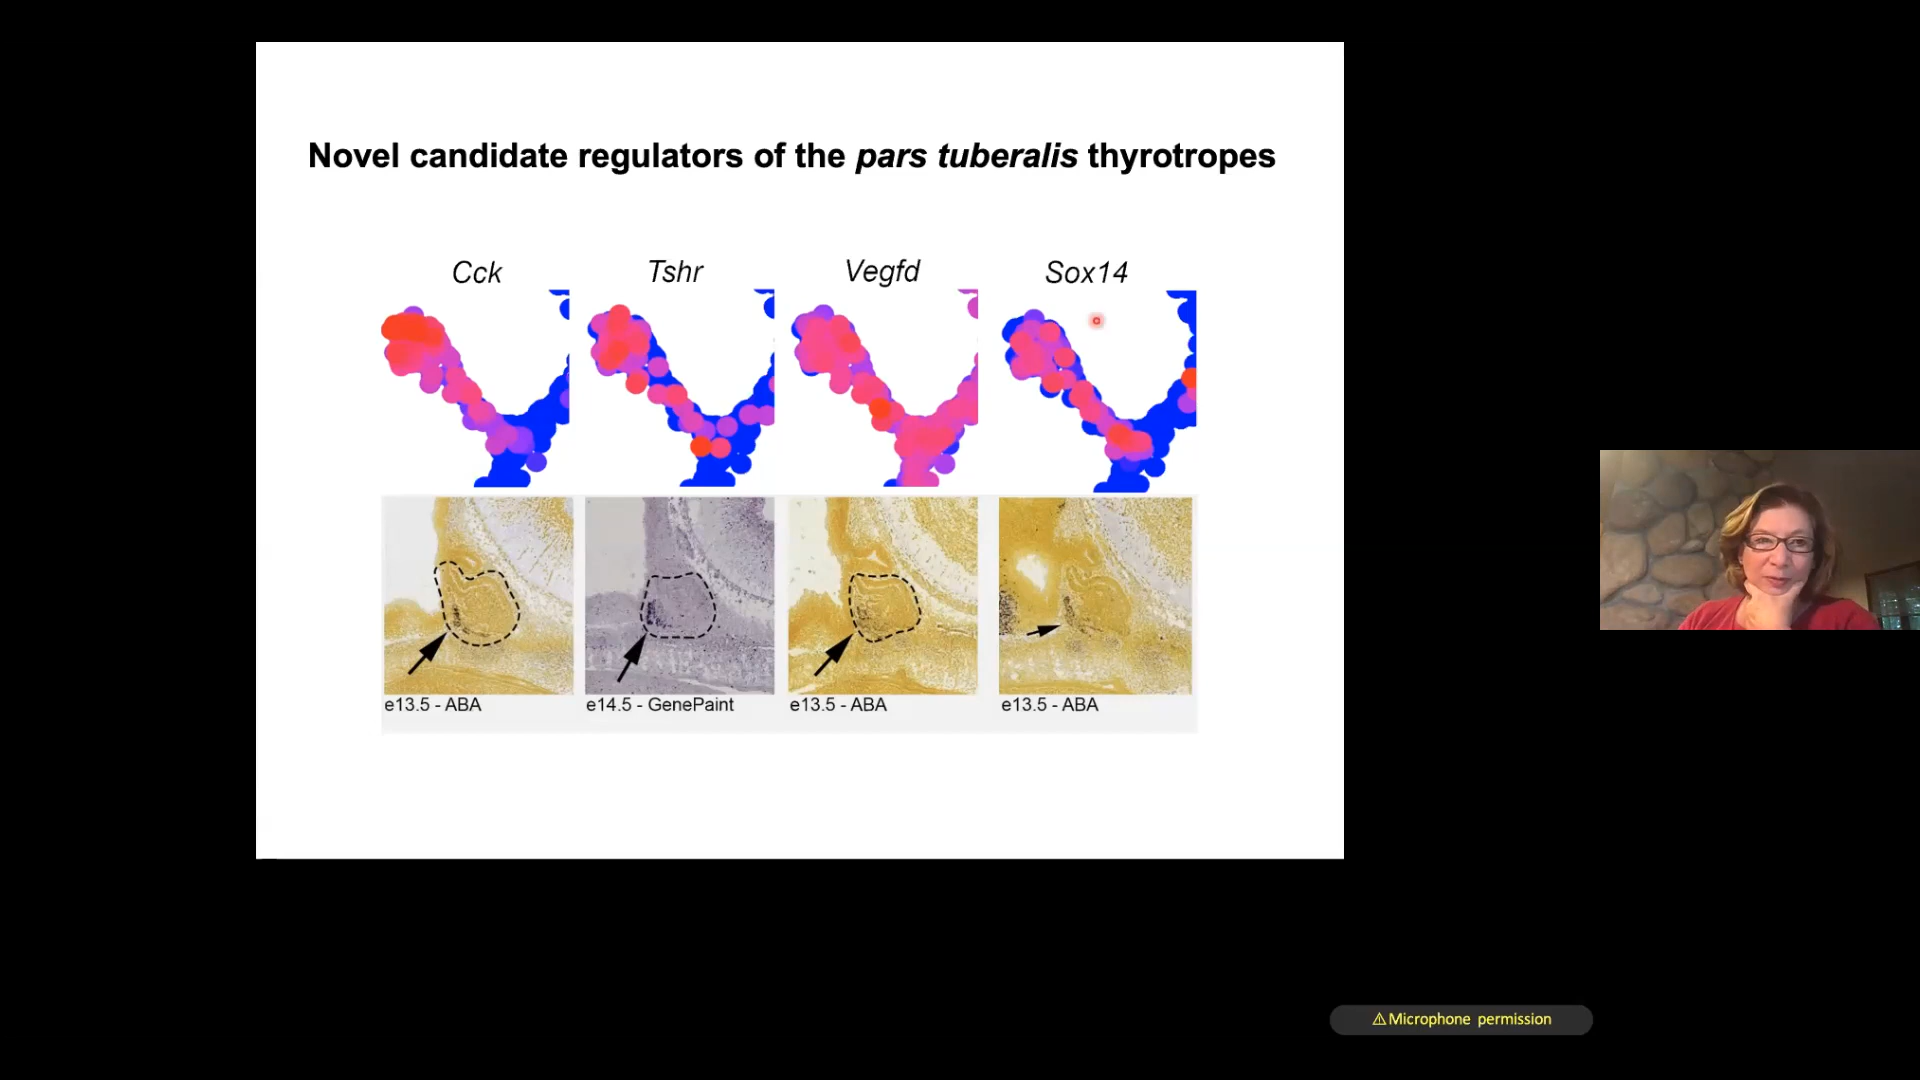 Novel candidate regulators of the pars tuberalis thyrotropes
Cck Tshr Vegfd Sox14
e13.5 - ABA e14.5 - GenePaint e13.5 - ABA e13.5 - ABA
⚠Microphone permission